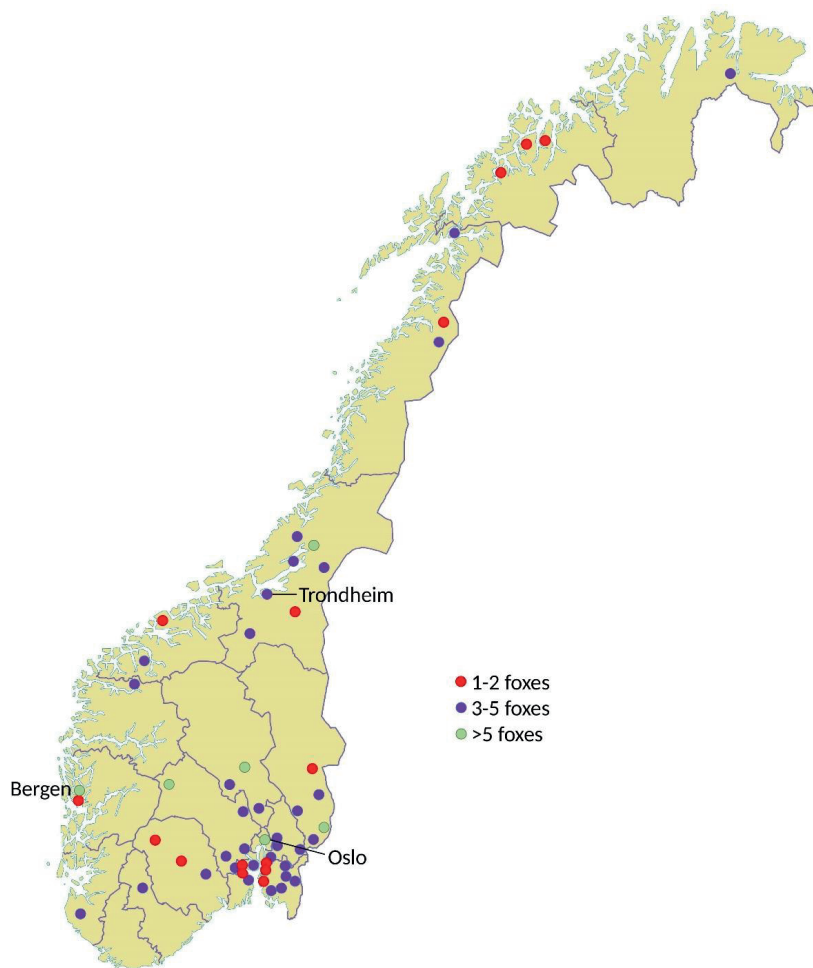 Trondheim
1-2 foxes
3-5 foxes
>5 foxes
Bergen
Oslo